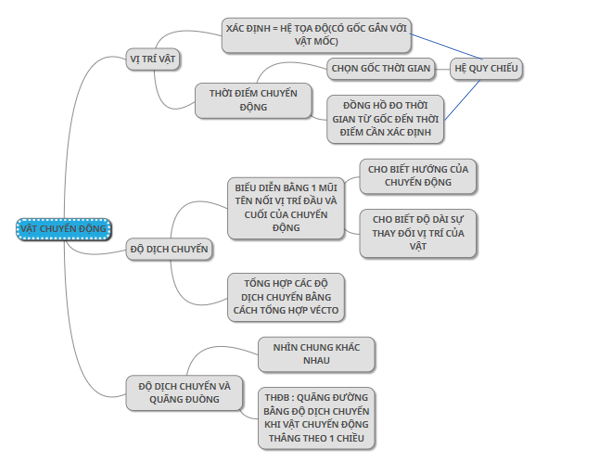 XÁC ĐỊNH = HỆ TỌA ĐỘ(CÓ GỐC GẮN VỚI
VẬT MỐC)
VỊ TRÍ VẬT
CHỌN GỐC THỜI GIAN
HỆ QUY CHIẾU
THỜI ĐIỂM CHUYỂN
ĐỘNG
ĐỒNG HỒ ĐO THỜI
GIAN TỪ GỐC ĐẾN THỜI
ĐIỂM CẦN XÁC ĐỊNH
VẬT CHUYỂN ĐỘNG
ĐỘ DỊCH CHUYỂN
BIỂU DIỄN BẰNG 1 MŨI
TÊN NỐI VỊ TRÍ ĐẦU VÀ
CUỐI CỦA CHUYỂN
ĐỘNG
CHO BIẾT HƯỚNG CỦA
CHUYỂN ĐỘNG
CHO BIẾT ĐỘ DÀI SỰ
THAY ĐỔI VỊ TRÍ CỦA
VẬT
TỔNG HỢP CÁC ĐỘ
DỊCH CHUYỂN BẰNG
CÁCH TỔNG HỢP VÉCTO
ĐỘ DỊCH CHUYỂN VÀ
QUÃNG ĐUÒNG
NHÌN CHUNG KHÁC
NHAU
THĐB : QUÃNG ĐƯỜNG
BẰNG ĐỘ DỊCH CHUYỂN
KHI VẬT CHUYỂN ĐỘNG
THẲNG THEO 1 CHIỀU